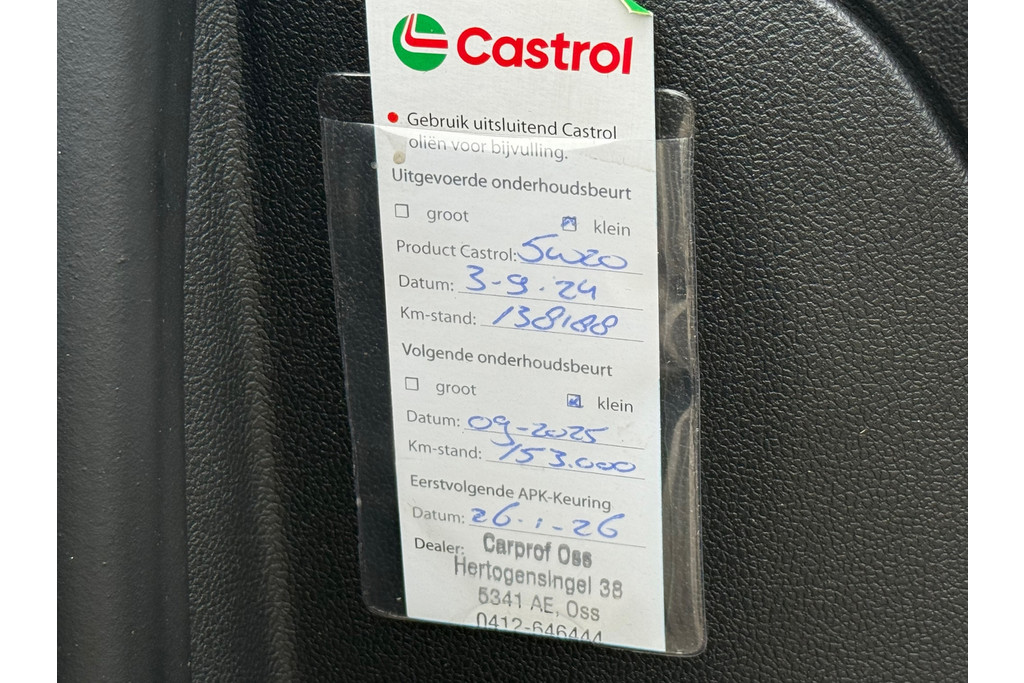 Castrol
Gebruik uitsluitend Castrol
oliën voor bijvulling.
Uitgevoerde onderhoudsbeurt
groot klein
Product Castrol: 5w20
Datum: 3-9-24
Km-stand: 138188
Volgende onderhoudsbeurt
groot klein
Datum: 09-2025
Km-stand: 153.000
Eerstvolgende APK-Keuring
Datum: 26-1-26
Dealer: Carprof Oss
Hertogensingel 38
5341 AE, Oss
0412-646444